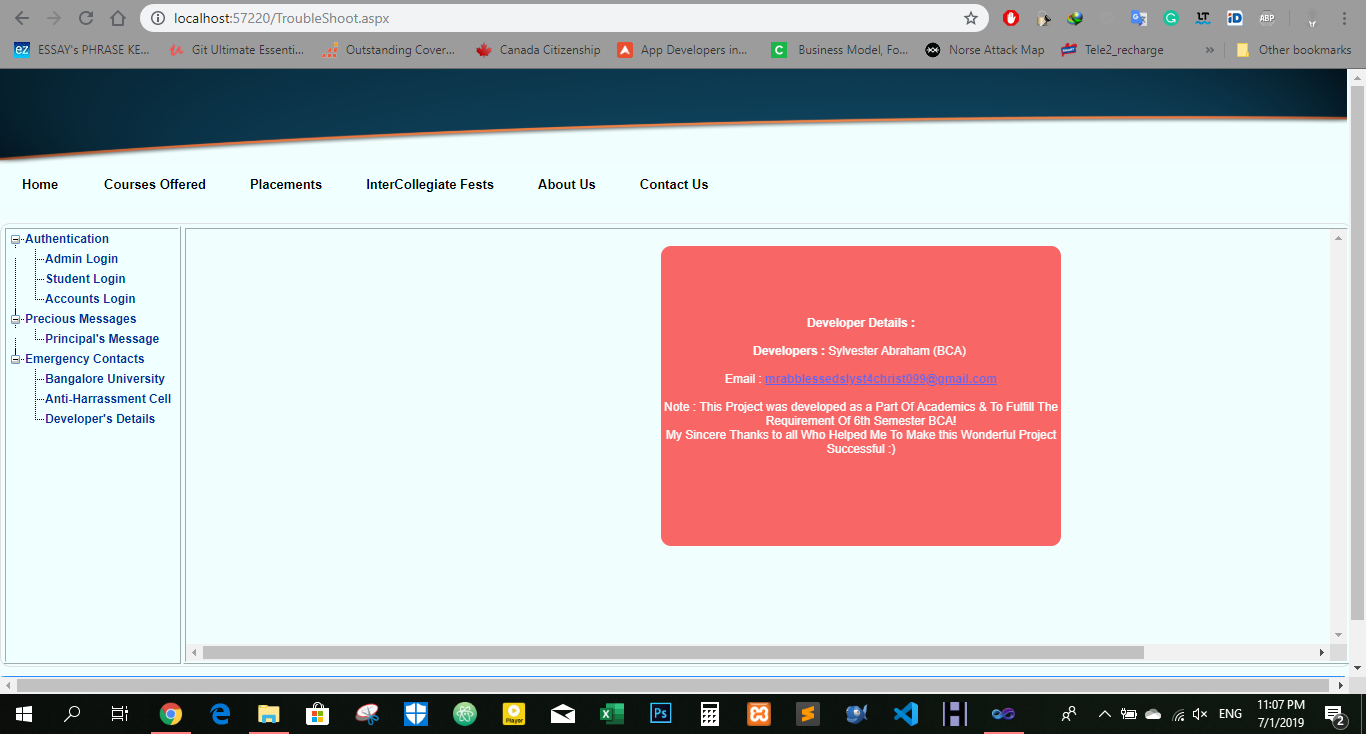 localhost:57220/TroubleShoot.aspx
ABP
eZ ESSAY's PHRASE KE...
Git Ultimate Essenti...
Outstanding Cover...
Canada Citizenship
App Developers in...
C Business Model, Fo...
Norse Attack Map
Tele2_recharge
»
Other bookmarks
Home
Courses Offered
Placements
InterCollegiate Fests
About Us
Contact Us
Authentication
Admin Login
Student Login
Accounts Login
Precious Messages
Principal's Message
Emergency Contacts
Bangalore University
Anti-Harrassment Cell
Developer's Details
Developer Details :
Developers : Sylvester Abraham (BCA)
Email : mrabblessedslyst4christ099@gmail.com
Note : This Project was developed as a Part Of Academics & To Fulfill The
Requirement Of 6th Semester BCA!
My Sincere Thanks to all Who Helped Me To Make this Wonderful Project
Successful :)
Player
Ps
ENG
11:07 PM
7/1/2019
2